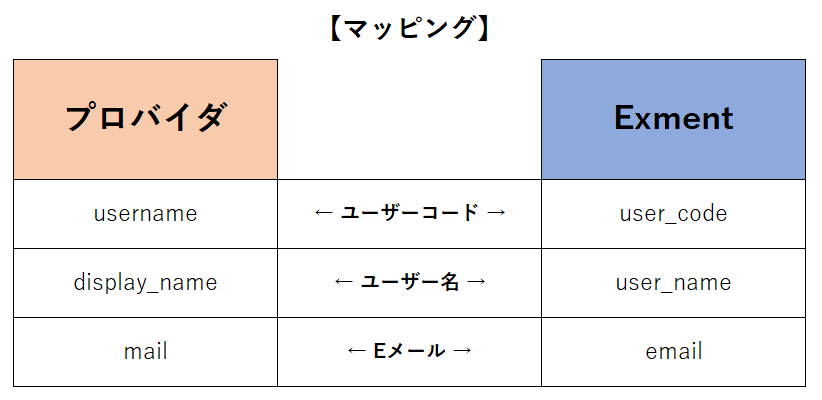 【マッピング】
プロバイダ Exment
username ← ユーザーコード → user_code
display_name ← ユーザー名 → user_name
mail ← Eメール → email